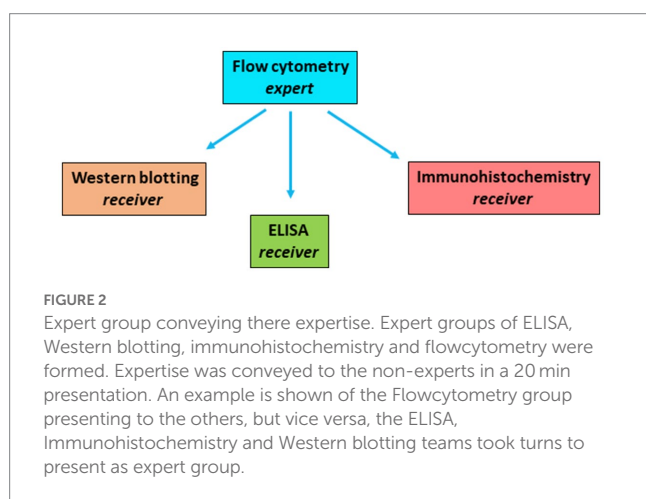 Flow cytometry
expert
Western blotting
receiver
Immunohistochemistry
receiver
ELISA
receiver
FIGURE 2
Expert group conveying there expertise. Expert groups of ELISA,
Western blotting, immunohistochemistry and flowcytometry were
formed. Expertise was conveyed to the non-experts in a 20 min
presentation. An example is shown of the Flowcytometry group
presenting to the others, but vice versa, the ELISA,
Immunohistochemistry and Western blotting teams took turns to
present as expert group.